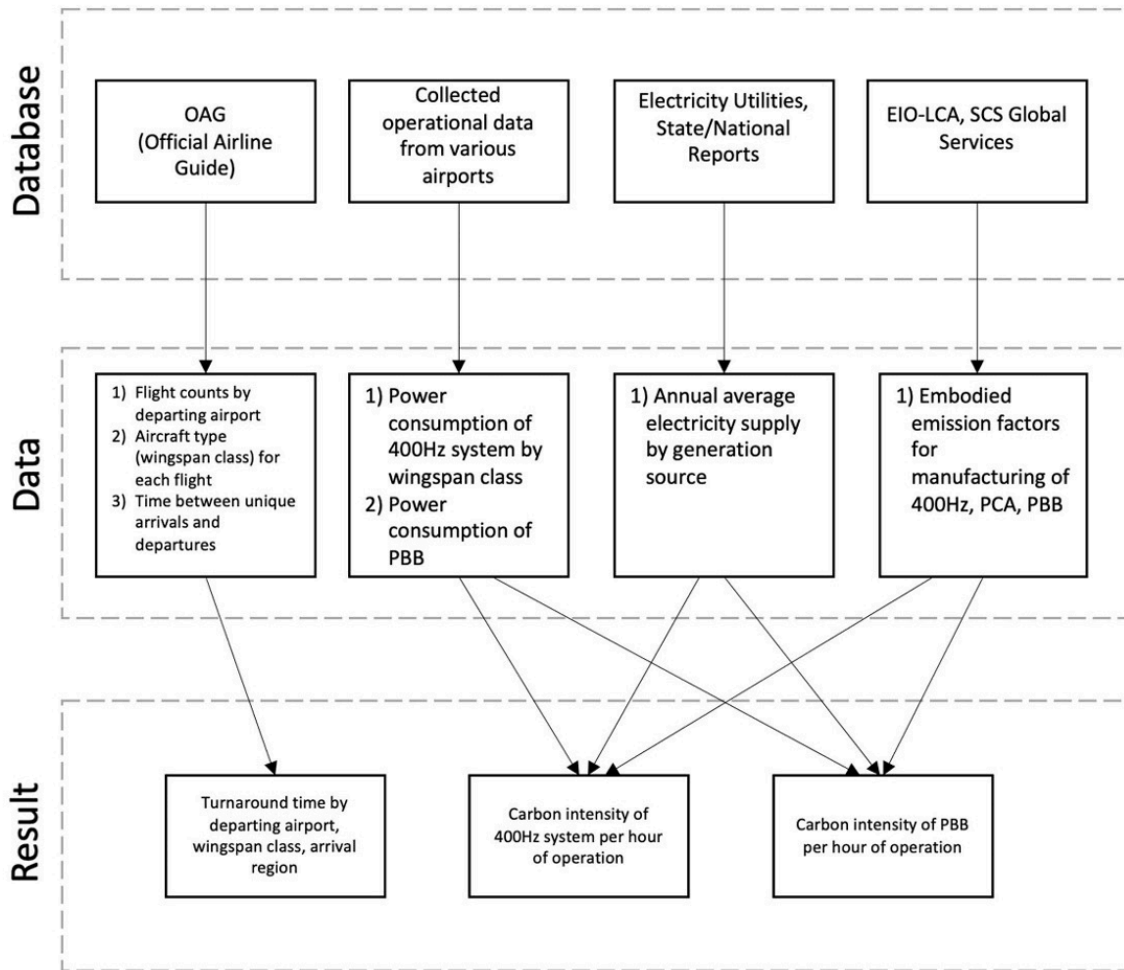 Database
OAG
(Official Airline
Guide)
Collected
operational data
from various
airports
Electricity Utilities,
State/National
Reports
EIO-LCA, SCS Global
Services
Data
1) Flight counts by
departing airport
2) Aircraft type
(wingspan class) for
each flight
3) Time between unique
arrivals and
departures
1) Power
consumption of
400Hz system by
wingspan class
2) Power
consumption of
PBB
1) Annual average
electricity supply
by generation
source
1) Embodied
emission factors
for
manufacturing of
400Hz, PCA, PBB
Result
Turnaround time by
departing airport,
wingspan class, arrival
region
Carbon intensity of
400Hz system per hour
of operation
Carbon intensity of PBB
per hour of operation